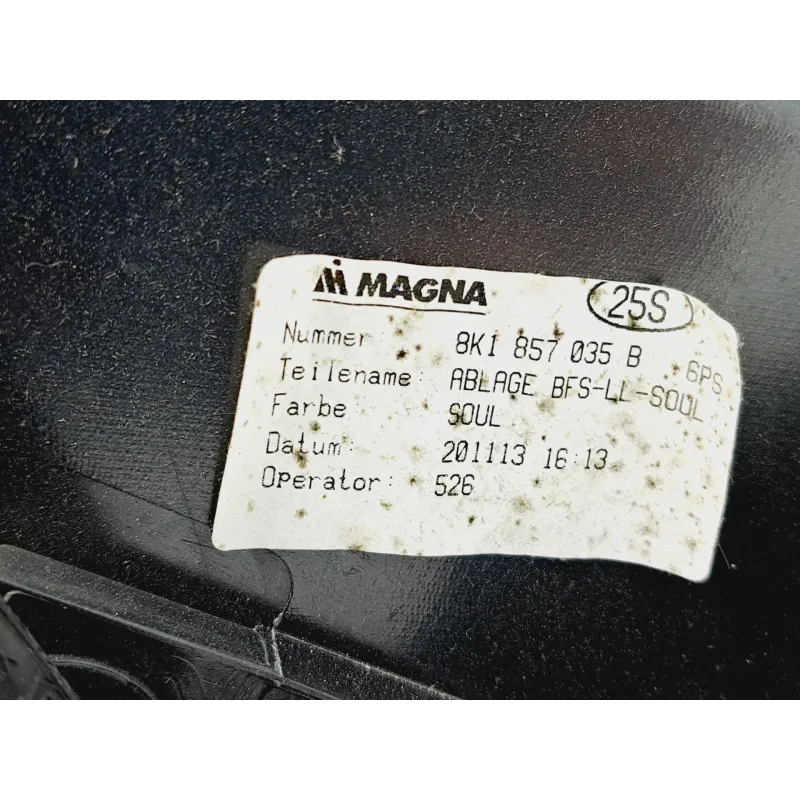 MAGNA
25S
Nummer: 8K1 857 035 B 6PS
Teilename: ABLAGE BFS-LL-SOUL
Farbe: SOUL
Datum: 201113 16:13
Operator: 526